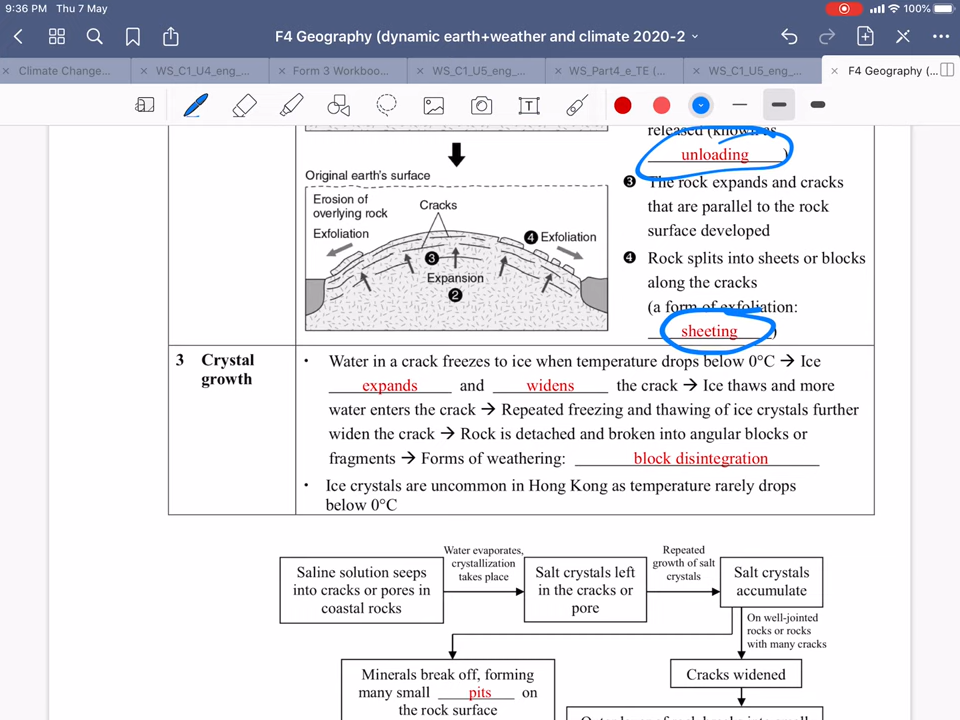 9:36 PM Thu 7 May
100%
F4 Geography (dynamic earth+weather and climate 2020-2
Climate Change...
WS_C1_U4_eng_...
Form 3 Workboo...
WS_C1_U5_eng_...
WS_Part4_e_TE (...
WS_C1_U5_eng_...
F4 Geography (...
T
released (known as
unloading)
Original earth's surface
Erosion of
overlying rock
Cracks
Exfoliation
4 Exfoliation
3
Expansion
2
3 The rock expands and cracks
that are parallel to the rock
surface developed
4 Rock splits into sheets or blocks
along the cracks
(a form of exfoliation:
sheeting)
3 Crystal
growth
• Water in a crack freezes to ice when temperature drops below 0°C → Ice
expands and widens the crack → Ice thaws and more
water enters the crack → Repeated freezing and thawing of ice crystals further
widen the crack → Rock is detached and broken into angular blocks or
fragments → Forms of weathering: block disintegration
• Ice crystals are uncommon in Hong Kong as temperature rarely drops
below 0°C
Saline solution seeps
into cracks or pores in
coastal rocks
Water evaporates,
crystallization
takes place
Salt crystals left
in the cracks or
pore
Repeated
growth of salt
crystals
Salt crystals
accumulate
On well-jointed
rocks or rocks
with many cracks
Minerals break off, forming
many small pits on
the rock surface
Cracks widened